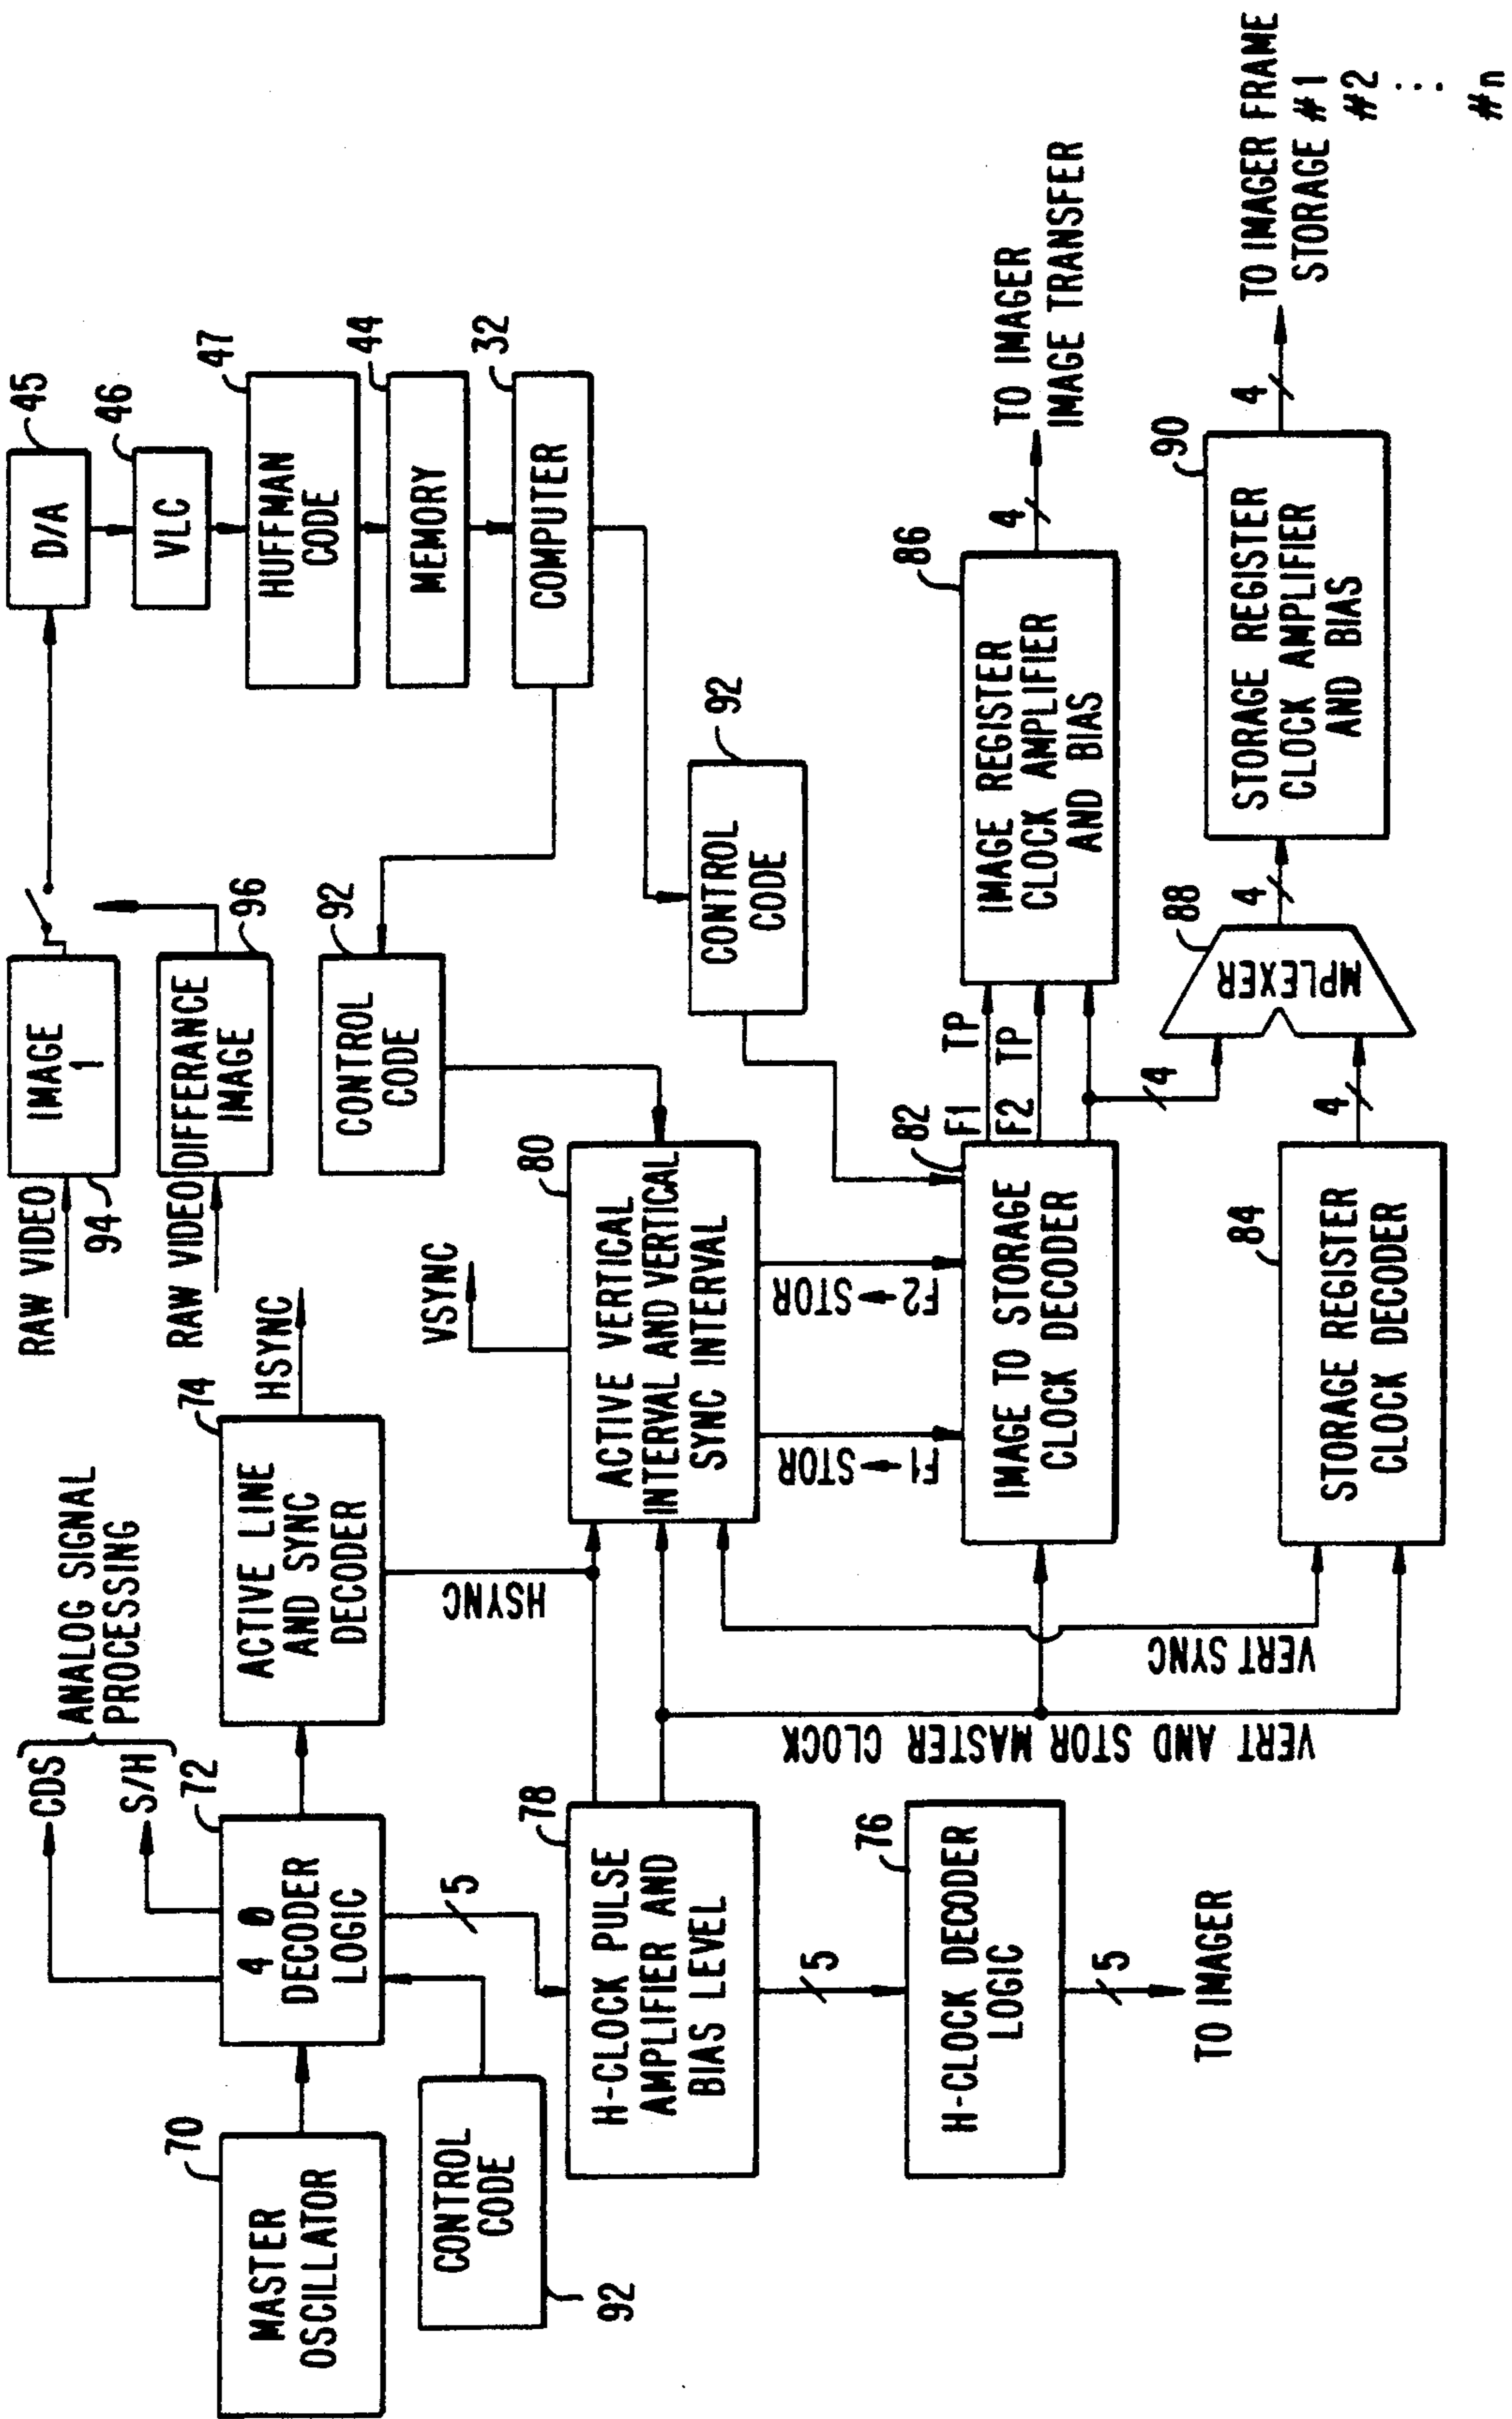 RAW VIDEO
94
IMAGE
1
45
D/A
46
VLC
47
HUFFMAN
CODE
44
MEMORY
32
COMPUTER
RAW VIDEO
DIFFERANCE
IMAGE
96
92
CONTROL
CODE
92
CONTROL
CODE
ANALOG SIGNAL
PROCESSING
CDS
S/H
70
MASTER
OSCILLATOR
72
4 Ø
DECODER
LOGIC
74
ACTIVE LINE
AND SYNC
DECODER
HSYNC
HSYNC
CONTROL
CODE
92
5
78
H-CLOCK PULSE
AMPLIFIER AND
BIAS LEVEL
5
76
H-CLOCK DECODER
LOGIC
5
TO IMAGER
VSYNC
80
ACTIVE VERTICAL
INTERVAL AND VERTICAL
SYNC INTERVAL
F1→STOR
F2→STOR
VERT SYNC
VERT AND STOR MASTER CLOCK
82
IMAGE TO STORAGE
CLOCK DECODER
F1 TP
F2 TP
86
IMAGE REGISTER
CLOCK AMPLIFIER
AND BIAS
4
TO IMAGER
IMAGE TRANSFER
84
STORAGE REGISTER
CLOCK DECODER
4
4
88
MPLEXER
4
90
STORAGE REGISTER
CLOCK AMPLIFIER
AND BIAS
4
TO IMAGER FRAME
STORAGE #1
#2
⋮
#n